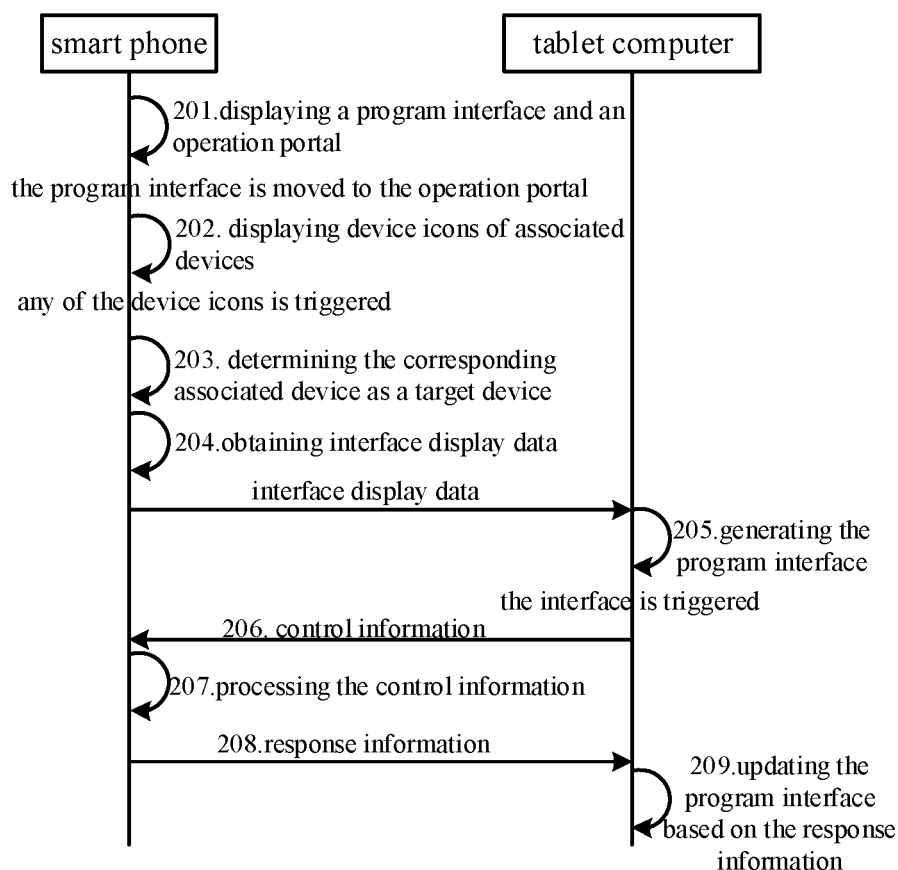 smart phone
tablet computer
201.displaying a program interface and an
operation portal
the program interface is moved to the operation portal
202. displaying device icons of associated
devices
any of the device icons is triggered
203. determining the corresponding
associated device as a target device
204.obtaining interface display data
interface display data
205.generating the
program interface
the interface is triggered
206. control information
207.processing the control information
208.response information
209.updating the
program interface
based on the response
information